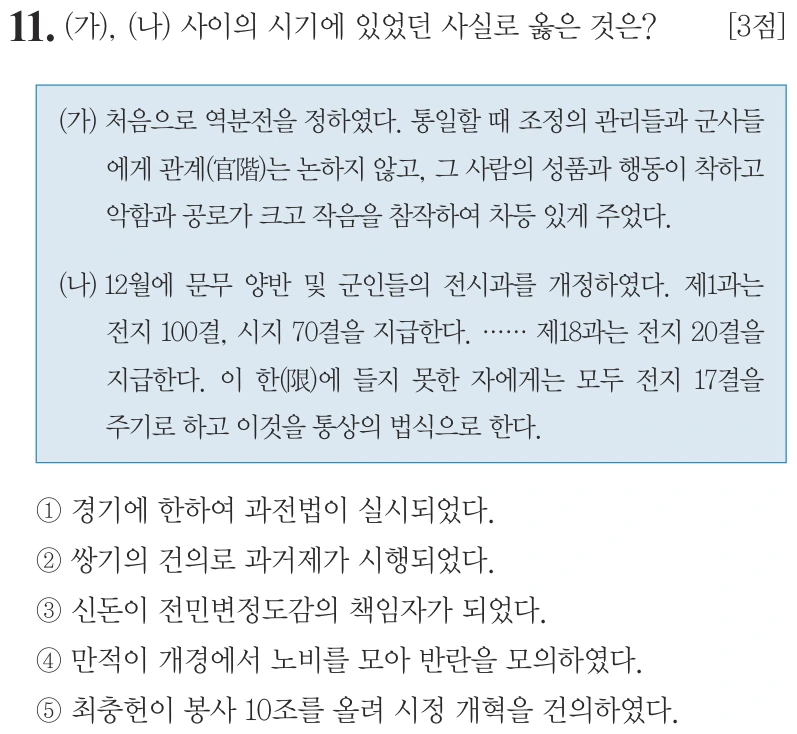 11. (가), (나) 사이의 시기에 있었던 사실로 옳은 것은? [3점]
(가) 처음으로 역분전을 정하였다. 통일할 때 조정의 관리들과 군사들
에게 관계(官階)는 논하지 않고, 그 사람의 성품과 행동이 착하고
악함과 공로가 크고 작음을 참작하여 차등 있게 주었다.
(나) 12월에 문무 양반 및 군인들의 전시과를 개정하였다. 제1과는
전지 100결, 시지 70결을 지급한다. …… 제18과는 전지 20결을
지급한다. 이 한(限)에 들지 못한 자에게는 모두 전지 17결을
주기로 하고 이것을 통상의 법식으로 한다.
① 경기에 한하여 과전법이 실시되었다.
② 쌍기의 건의로 과거제가 시행되었다.
③ 신돈이 전민변정도감의 책임자가 되었다.
④ 만적이 개경에서 노비를 모아 반란을 모의하였다.
⑤ 최충헌이 봉사 10조를 올려 시정 개혁을 건의하였다.